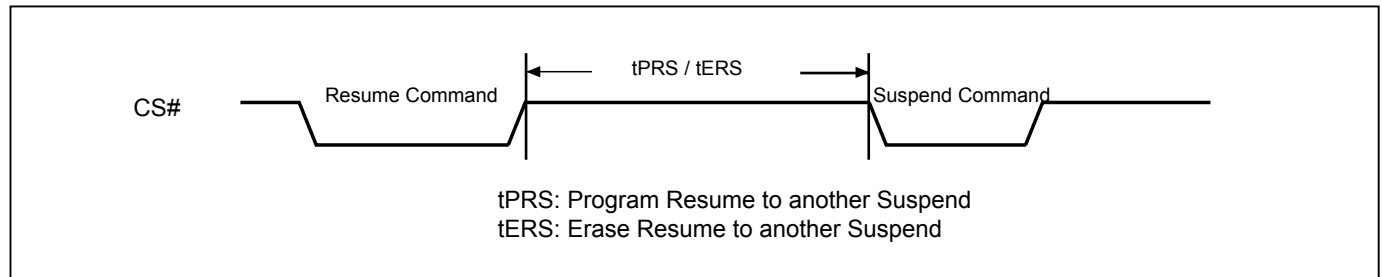 tPRS / tERS
CS#
Resume Command
Suspend Command
tPRS: Program Resume to another Suspend
tERS: Erase Resume to another Suspend